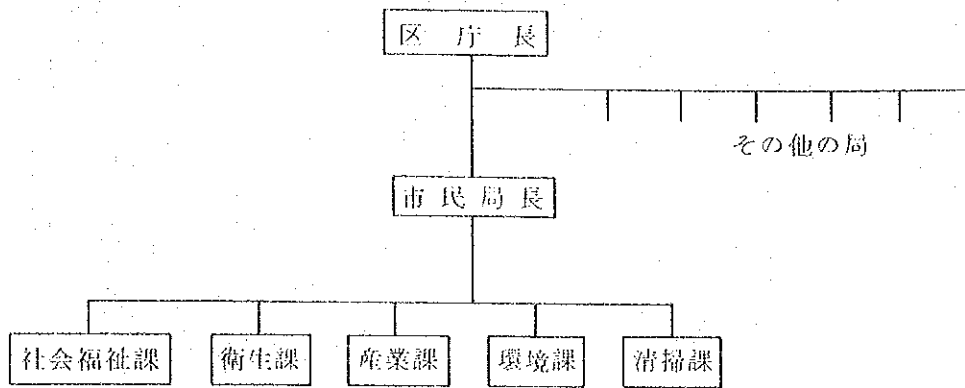 区庁長
その他の局
市民局長
社会福祉課
衛生課
産業課
環境課
清掃課